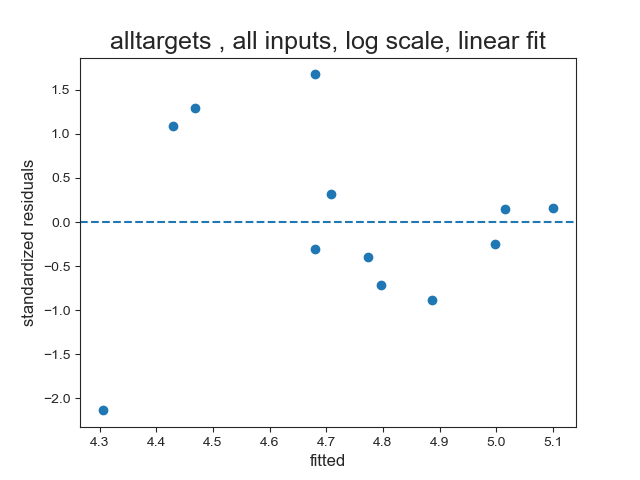 alltargets , all inputs, log scale, linear fit
standardized residuals
1.5
1.0
0.5
0.0
−0.5
−1.0
−1.5
−2.0
4.3 4.4 4.5 4.6 4.7 4.8 4.9 5.0 5.1
fitted